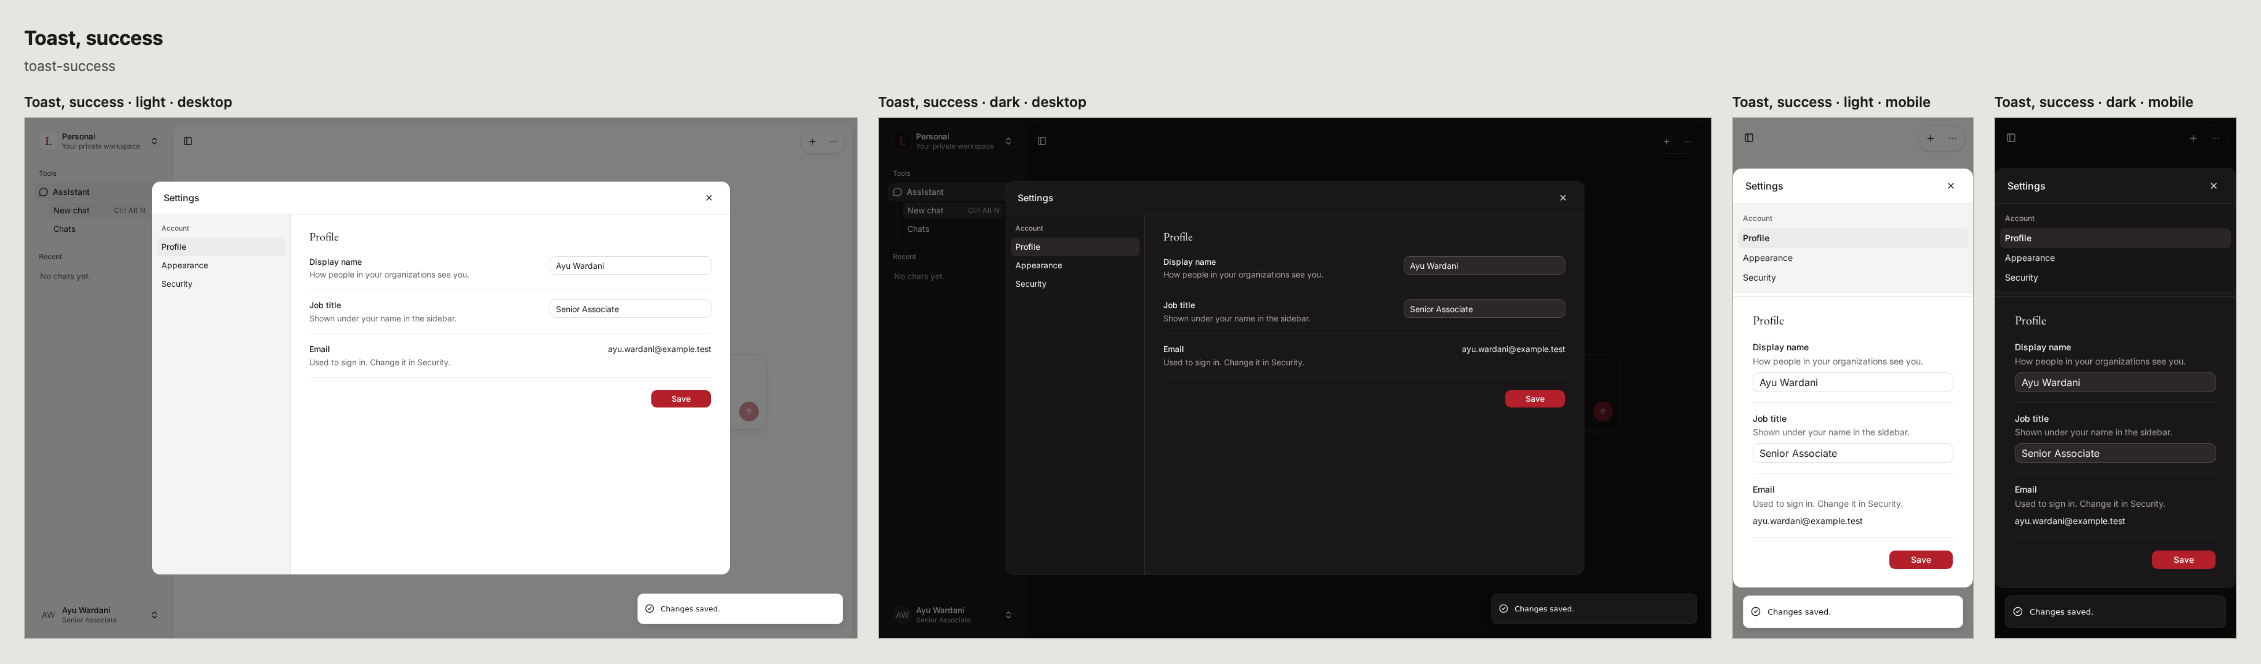 Toast, success
toast-success
Toast, success · light · desktop
L
Personal
Your private workspace
Tools
Assistant
New chat
Ctrl Alt N
Chats
Recent
No chats yet.
AW
Ayu Wardani
Senior Associate
Settings
Account
Profile
Appearance
Security
Profile
Display name
How people in your organizations see you.
Ayu Wardani
Job title
Shown under your name in the sidebar.
Senior Associate
Email
Used to sign in. Change it in Security.
ayu.wardani@example.test
Save
Changes saved.
Toast, success · dark · desktop
L
Personal
Your private workspace
Tools
Assistant
New chat
Ctrl Alt N
Chats
Recent
No chats yet.
AW
Ayu Wardani
Senior Associate
Settings
Account
Profile
Appearance
Security
Profile
Display name
How people in your organizations see you.
Ayu Wardani
Job title
Shown under your name in the sidebar.
Senior Associate
Email
Used to sign in. Change it in Security.
ayu.wardani@example.test
Save
Changes saved.
Toast, success · light · mobile
Settings
Account
Profile
Appearance
Security
Profile
Display name
How people in your organizations see you.
Ayu Wardani
Job title
Shown under your name in the sidebar.
Senior Associate
Email
Used to sign in. Change it in Security.
ayu.wardani@example.test
Save
Changes saved.
Toast, success · dark · mobile
Settings
Account
Profile
Appearance
Security
Profile
Display name
How people in your organizations see you.
Ayu Wardani
Job title
Shown under your name in the sidebar.
Senior Associate
Email
Used to sign in. Change it in Security.
ayu.wardani@example.test
Save
Changes saved.